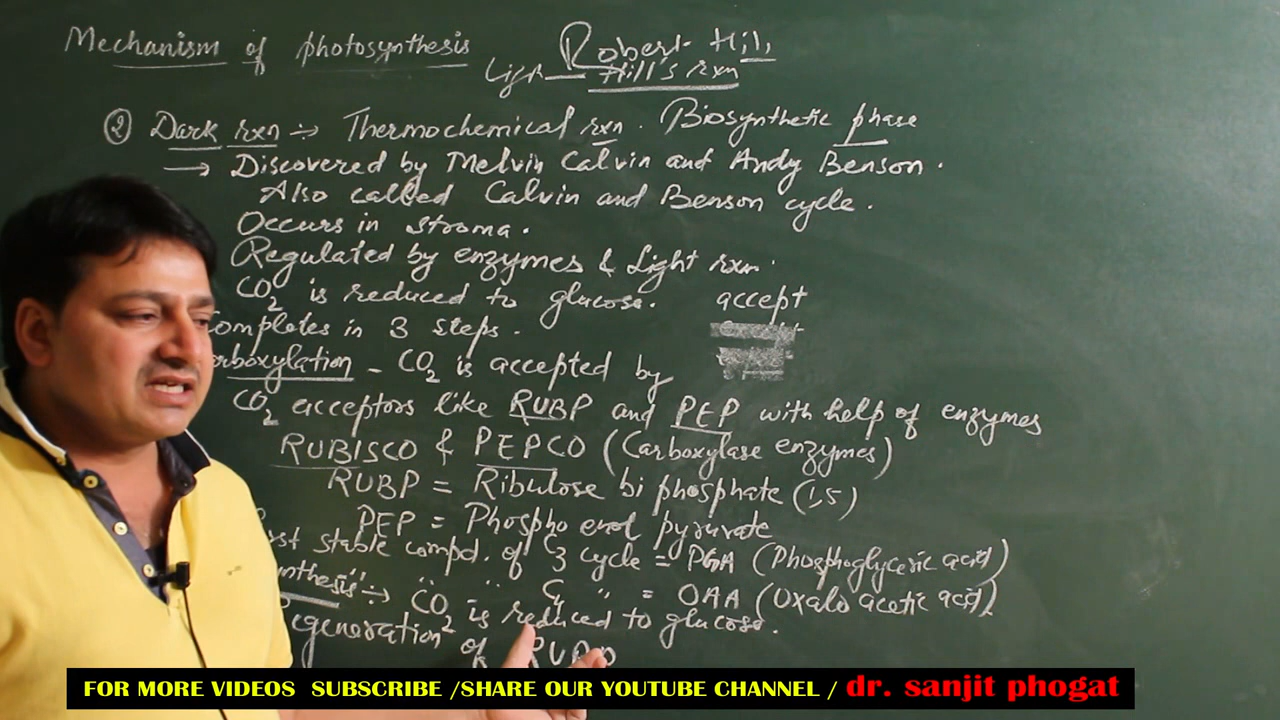 Mechanism of photosynthesis
Robert Hill
Light Hill's rxn
② Dark rxn ÷ Thermochemical rxn. Biosynthetic phase
→ Discovered by Melvin Calvin and Andy Benson.
Also called Calvin and Benson cycle.
Occurs in stroma.
Regulated by enzymes & Light rxn.
CO2 is reduced to glucose. accept
ompletes in 3 steps.
arboxylation - CO2 is accepted by
CO2 acceptors like RUBP and PEP with help of enzymes
RUBISCO & PEPCO (Carboxylase enzymes)
RUBP = Ribulose bi phosphate (1,5)
PEP = Phospho enol pyruvate
st stable compd. of C3 cycle = PGA (Phosphoglyceric acid)
" " " " C4 " = OAA (Oxalo acetic acid)
nthesis ÷ CO2 is reduced to glucose.
egeneration of RUBP
FOR MORE VIDEOS SUBSCRIBE /SHARE OUR YOUTUBE CHANNEL / dr. sanjit phogat